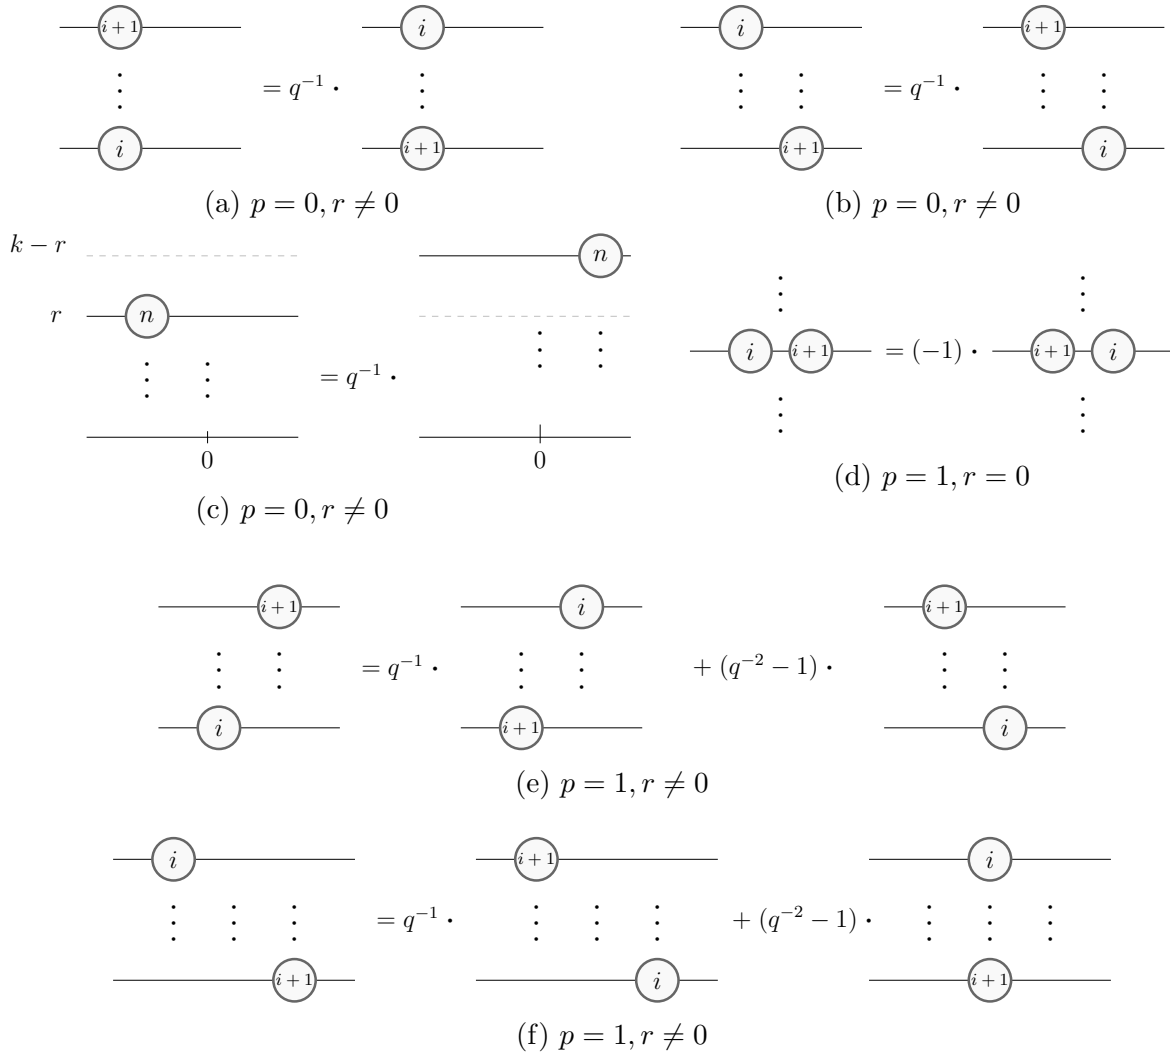 i + 1 = q⁻¹ · i
i i + 1
(a) p = 0, r ≠ 0
i = q⁻¹ · i + 1
i + 1 i
(b) p = 0, r ≠ 0
k − r n
r n
= q⁻¹ ·
0 0
(c) p = 0, r ≠ 0
i i + 1 = (−1) · i + 1 i
(d) p = 1, r = 0
i + 1 i i + 1
= q⁻¹ · + (q⁻² − 1) ·
i i + 1 i
(e) p = 1, r ≠ 0
i i + 1 i
= q⁻¹ · + (q⁻² − 1) ·
i + 1 i i + 1
(f) p = 1, r ≠ 0